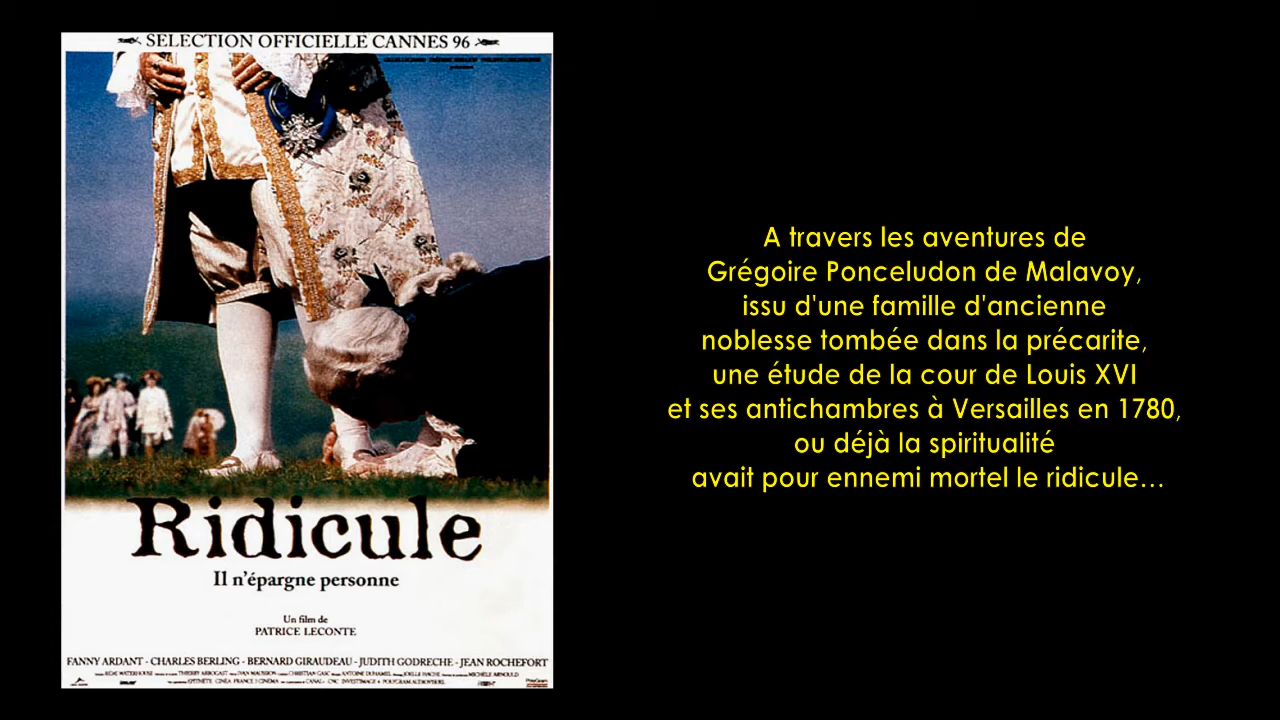 SELECTION OFFICIELLE CANNES 96
Ridicule
Il n'épargne personne
Un film de
PATRICE LECONTE
FANNY ARDANT - CHARLES BERLING - BERNARD GIRAUDEAU - JUDITH GODRECHE - JEAN ROCHEFORT
A travers les aventures de
Grégoire Ponceludon de Malavoy,
issu d'une famille d'ancienne
noblesse tombée dans la précarite,
une étude de la cour de Louis XVI
et ses antichambres à Versailles en 1780,
ou déjà la spiritualité
avait pour ennemi mortel le ridicule...